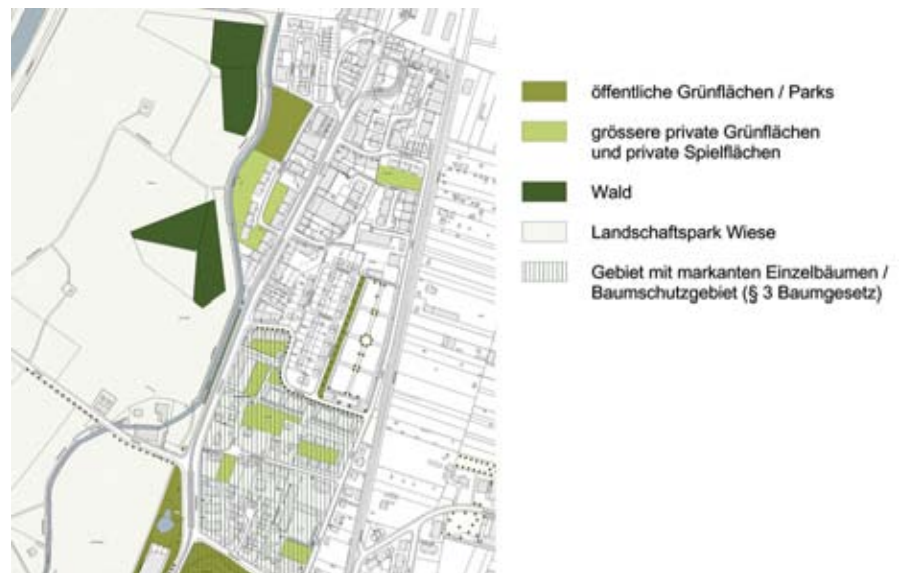 öffentliche Grünflächen / Parks
grössere private Grünflächen
und private Spielflächen
Wald
Landschaftspark Wiese
Gebiet mit markanten Einzelbäumen /
Baumschutzgebiet (§ 3 Baumgesetz)